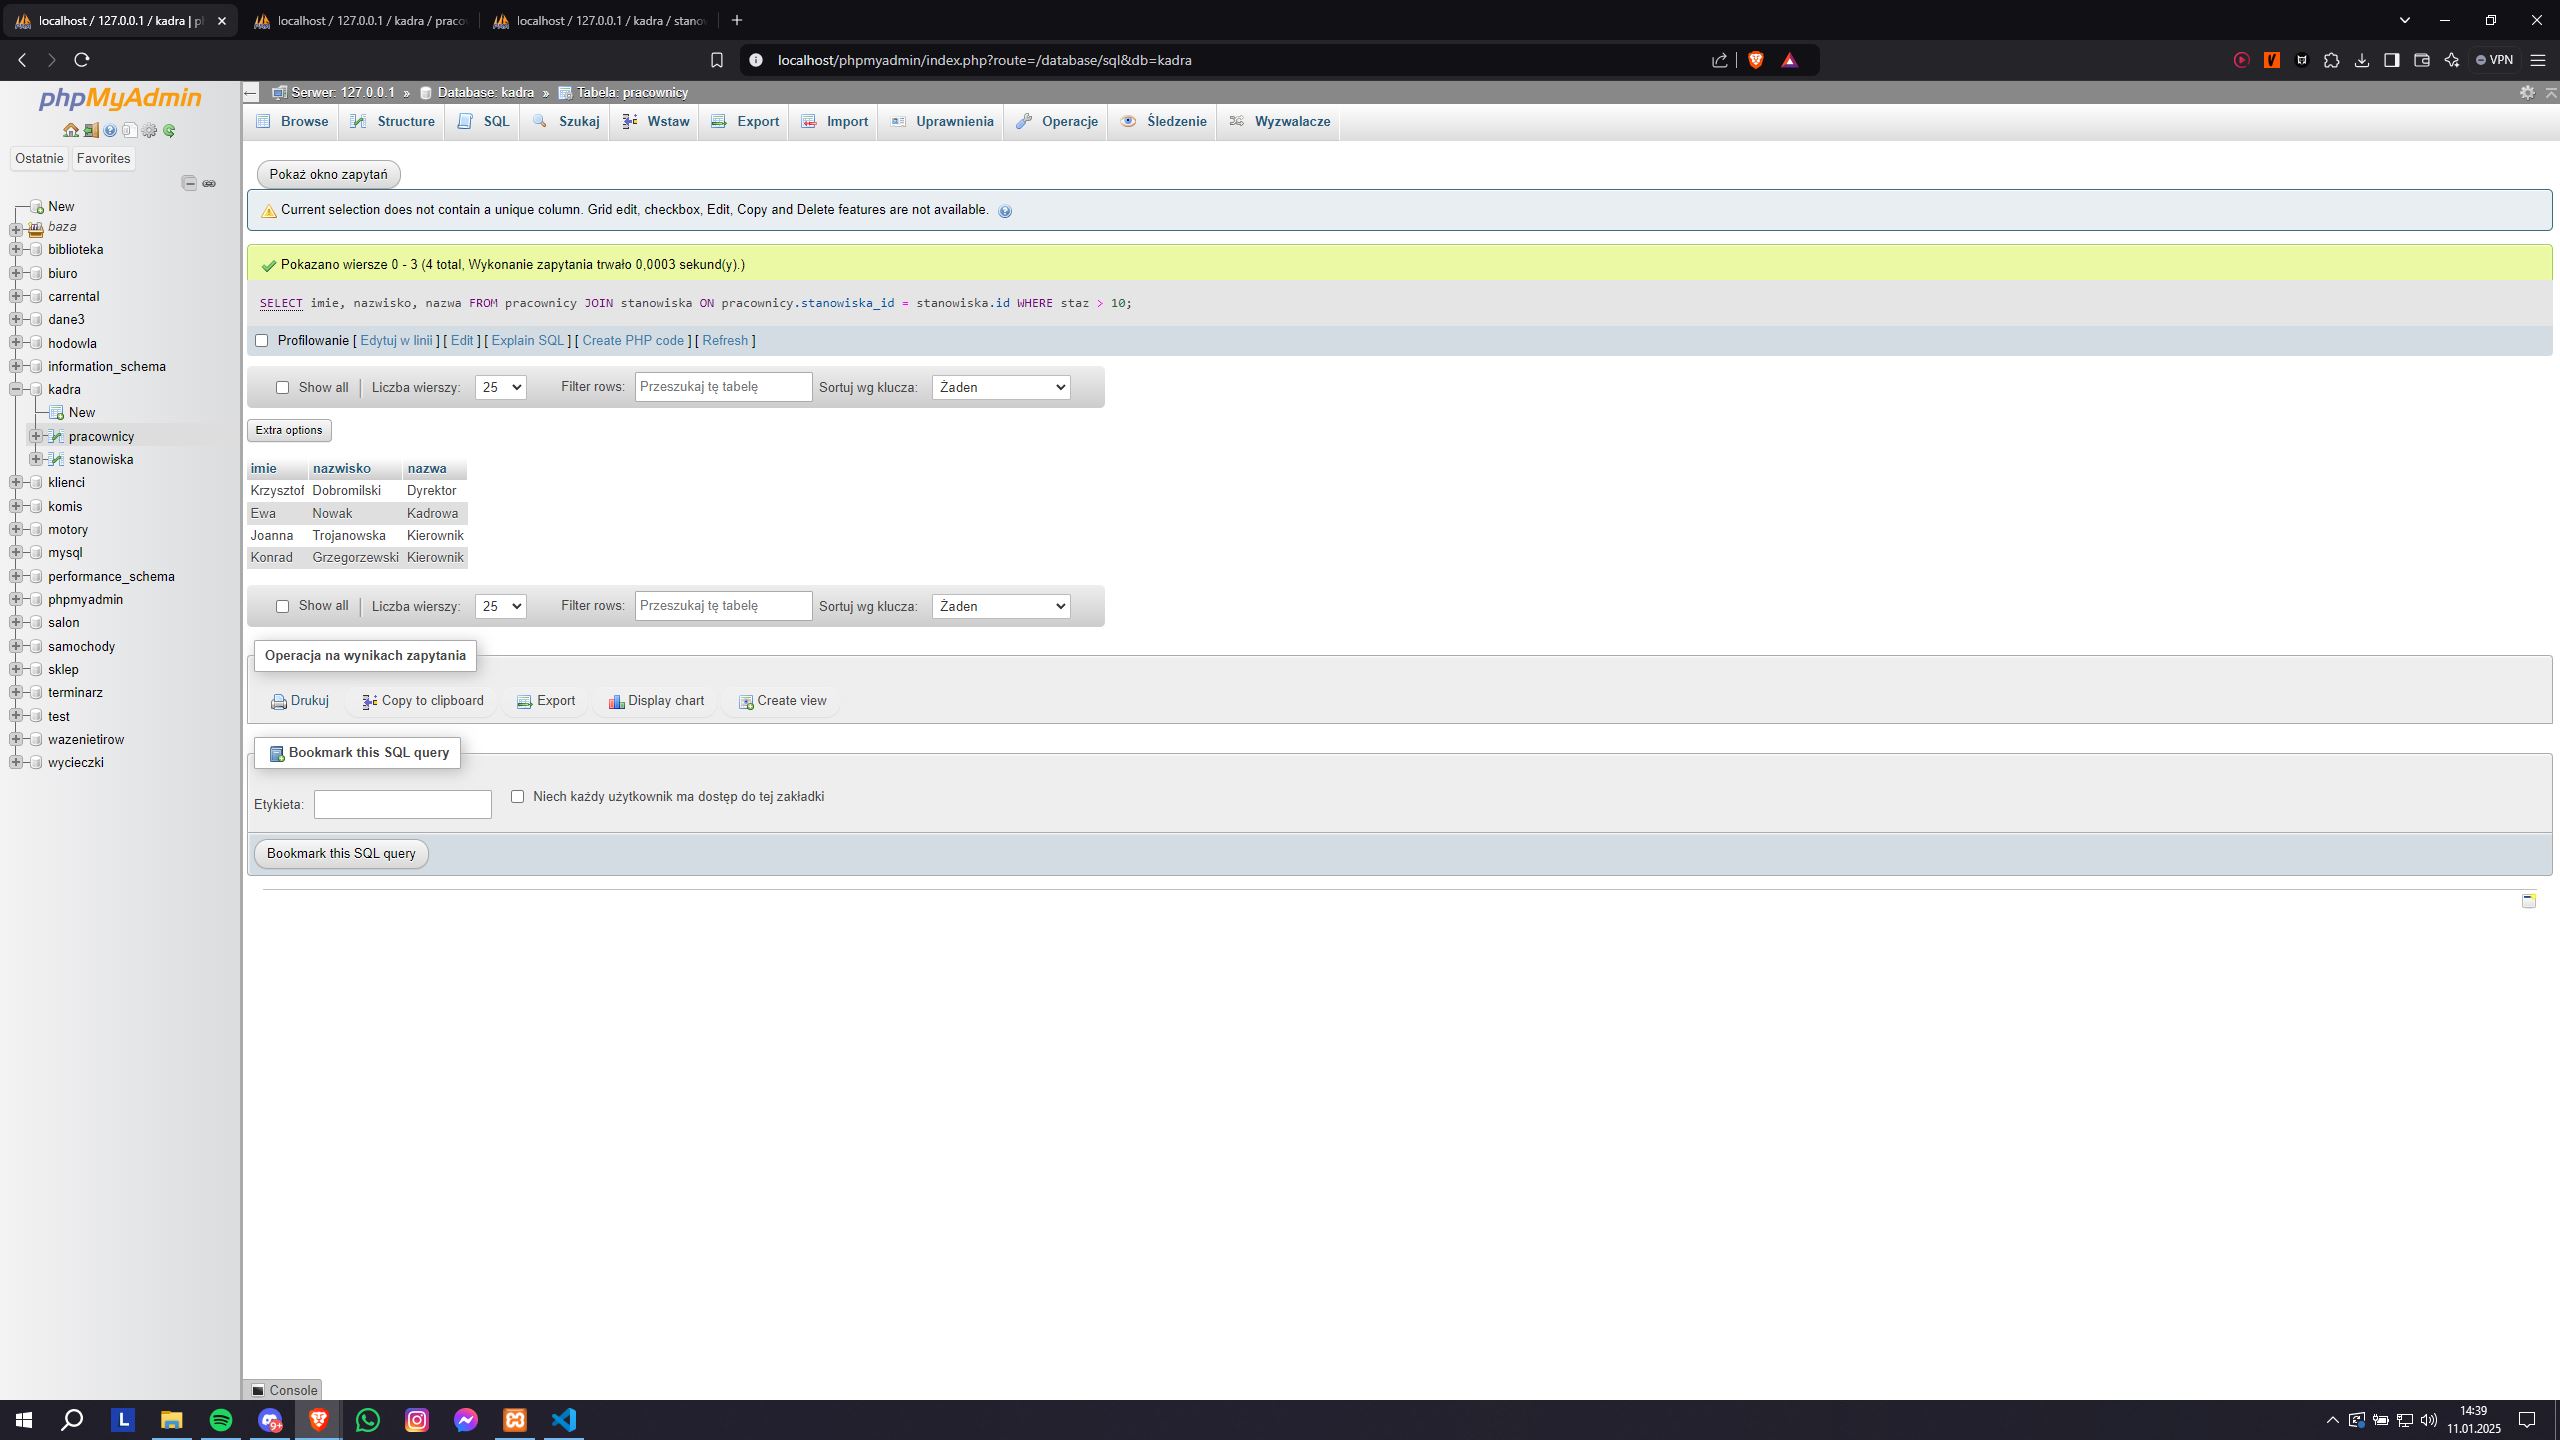 localhost / 127.0.0.1 / kadra | ph
localhost / 127.0.0.1 / kadra / praco
localhost / 127.0.0.1 / kadra / stano
localhost/phpmyadmin/index.php?route=/database/sql&db=kadra
VPN
phpMyAdmin
Ostatnie Favorites
New
baza
biblioteka
biuro
carrental
dane3
hodowla
information_schema
kadra
New
pracownicy
stanowiska
klienci
komis
motory
mysql
performance_schema
phpmyadmin
salon
samochody
sklep
terminarz
test
wazenietirow
wycieczki
Serwer: 127.0.0.1 » Database: kadra » Tabela: pracownicy
Browse Structure SQL Szukaj Wstaw Export Import Uprawnienia Operacje Śledzenie Wyzwalacze
Pokaż okno zapytań
Current selection does not contain a unique column. Grid edit, checkbox, Edit, Copy and Delete features are not available.
Pokazano wiersze 0 - 3 (4 total, Wykonanie zapytania trwało 0,0003 sekund(y).)
SELECT imie, nazwisko, nazwa FROM pracownicy JOIN stanowiska ON pracownicy.stanowiska_id = stanowiska.id WHERE staz > 10;
Profilowanie [ Edytuj w linii ] [ Edit ] [ Explain SQL ] [ Create PHP code ] [ Refresh ]
Show all Liczba wierszy: 25 Filter rows: Przeszukaj tę tabelę Sortuj wg klucza: Żaden
Extra options
imie nazwisko nazwa
Krzysztof Dobromilski Dyrektor
Ewa Nowak Kadrowa
Joanna Trojanowska Kierownik
Konrad Grzegorzewski Kierownik
Show all Liczba wierszy: 25 Filter rows: Przeszukaj tę tabelę Sortuj wg klucza: Żaden
Operacja na wynikach zapytania
Drukuj Copy to clipboard Export Display chart Create view
Bookmark this SQL query
Etykieta: Niech każdy użytkownik ma dostęp do tej zakładki
Bookmark this SQL query
Console
L
9+
14:39
11.01.2025